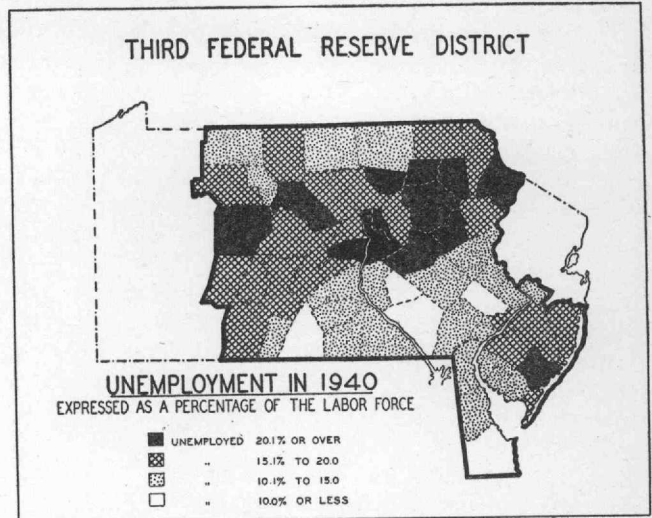 THIRD FEDERAL RESERVE DISTRICT
UNEMPLOYMENT IN 1940
EXPRESSED AS A PERCENTAGE OF THE LABOR FORCE
UNEMPLOYED 20.1% OR OVER
" 15.1% TO 20.0
" 10.1% TO 15.0
" 10.0% OR LESS